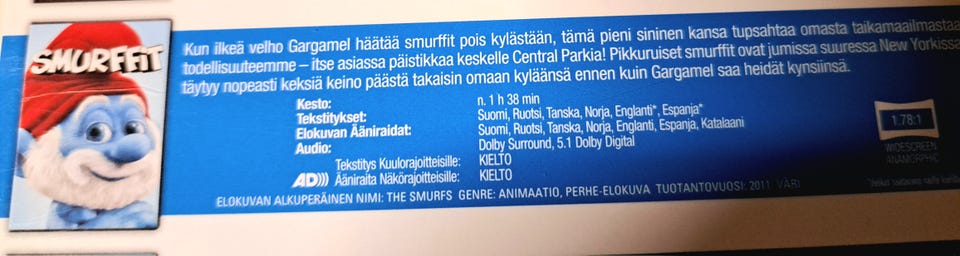 SMURFFiT
Kun ilkeä velho Gargamel häätää smurffit pois kylästään, tämä pieni sininen kansa tupsahtaa omasta taikamaailmastaa
todellisuuteemme – itse asiassa päistikkaa keskelle Central Parkia! Pikkuruiset smurffit ovat jumissa suuressa New Yorkissa
täytyy nopeasti keksiä keino päästä takaisin omaan kyläänsä ennen kuin Gargamel saa heidät kynsiinsä.
Kesto: n. 1 h 38 min
Tekstitykset: Suomi, Ruotsi, Tanska, Norja, Englanti*, Espanja*
Elokuvan Ääniraidat: Suomi, Ruotsi, Tanska, Norja, Englanti, Espanja, Katalaani
Audio: Dolby Surround, 5.1 Dolby Digital
Tekstitys Kuulorajoitteisille: KIELTO
AD))) Ääniraita Näkörajoitteisille: KIELTO
ELOKUVAN ALKUPERÄINEN NIMI: THE SMURFS GENRE: ANIMAATIO, PERHE-ELOKUVA TUOTANTOVUOSI: 2011 VÄRI
1.78:1
WIDESCREEN
ANAMORPHIC